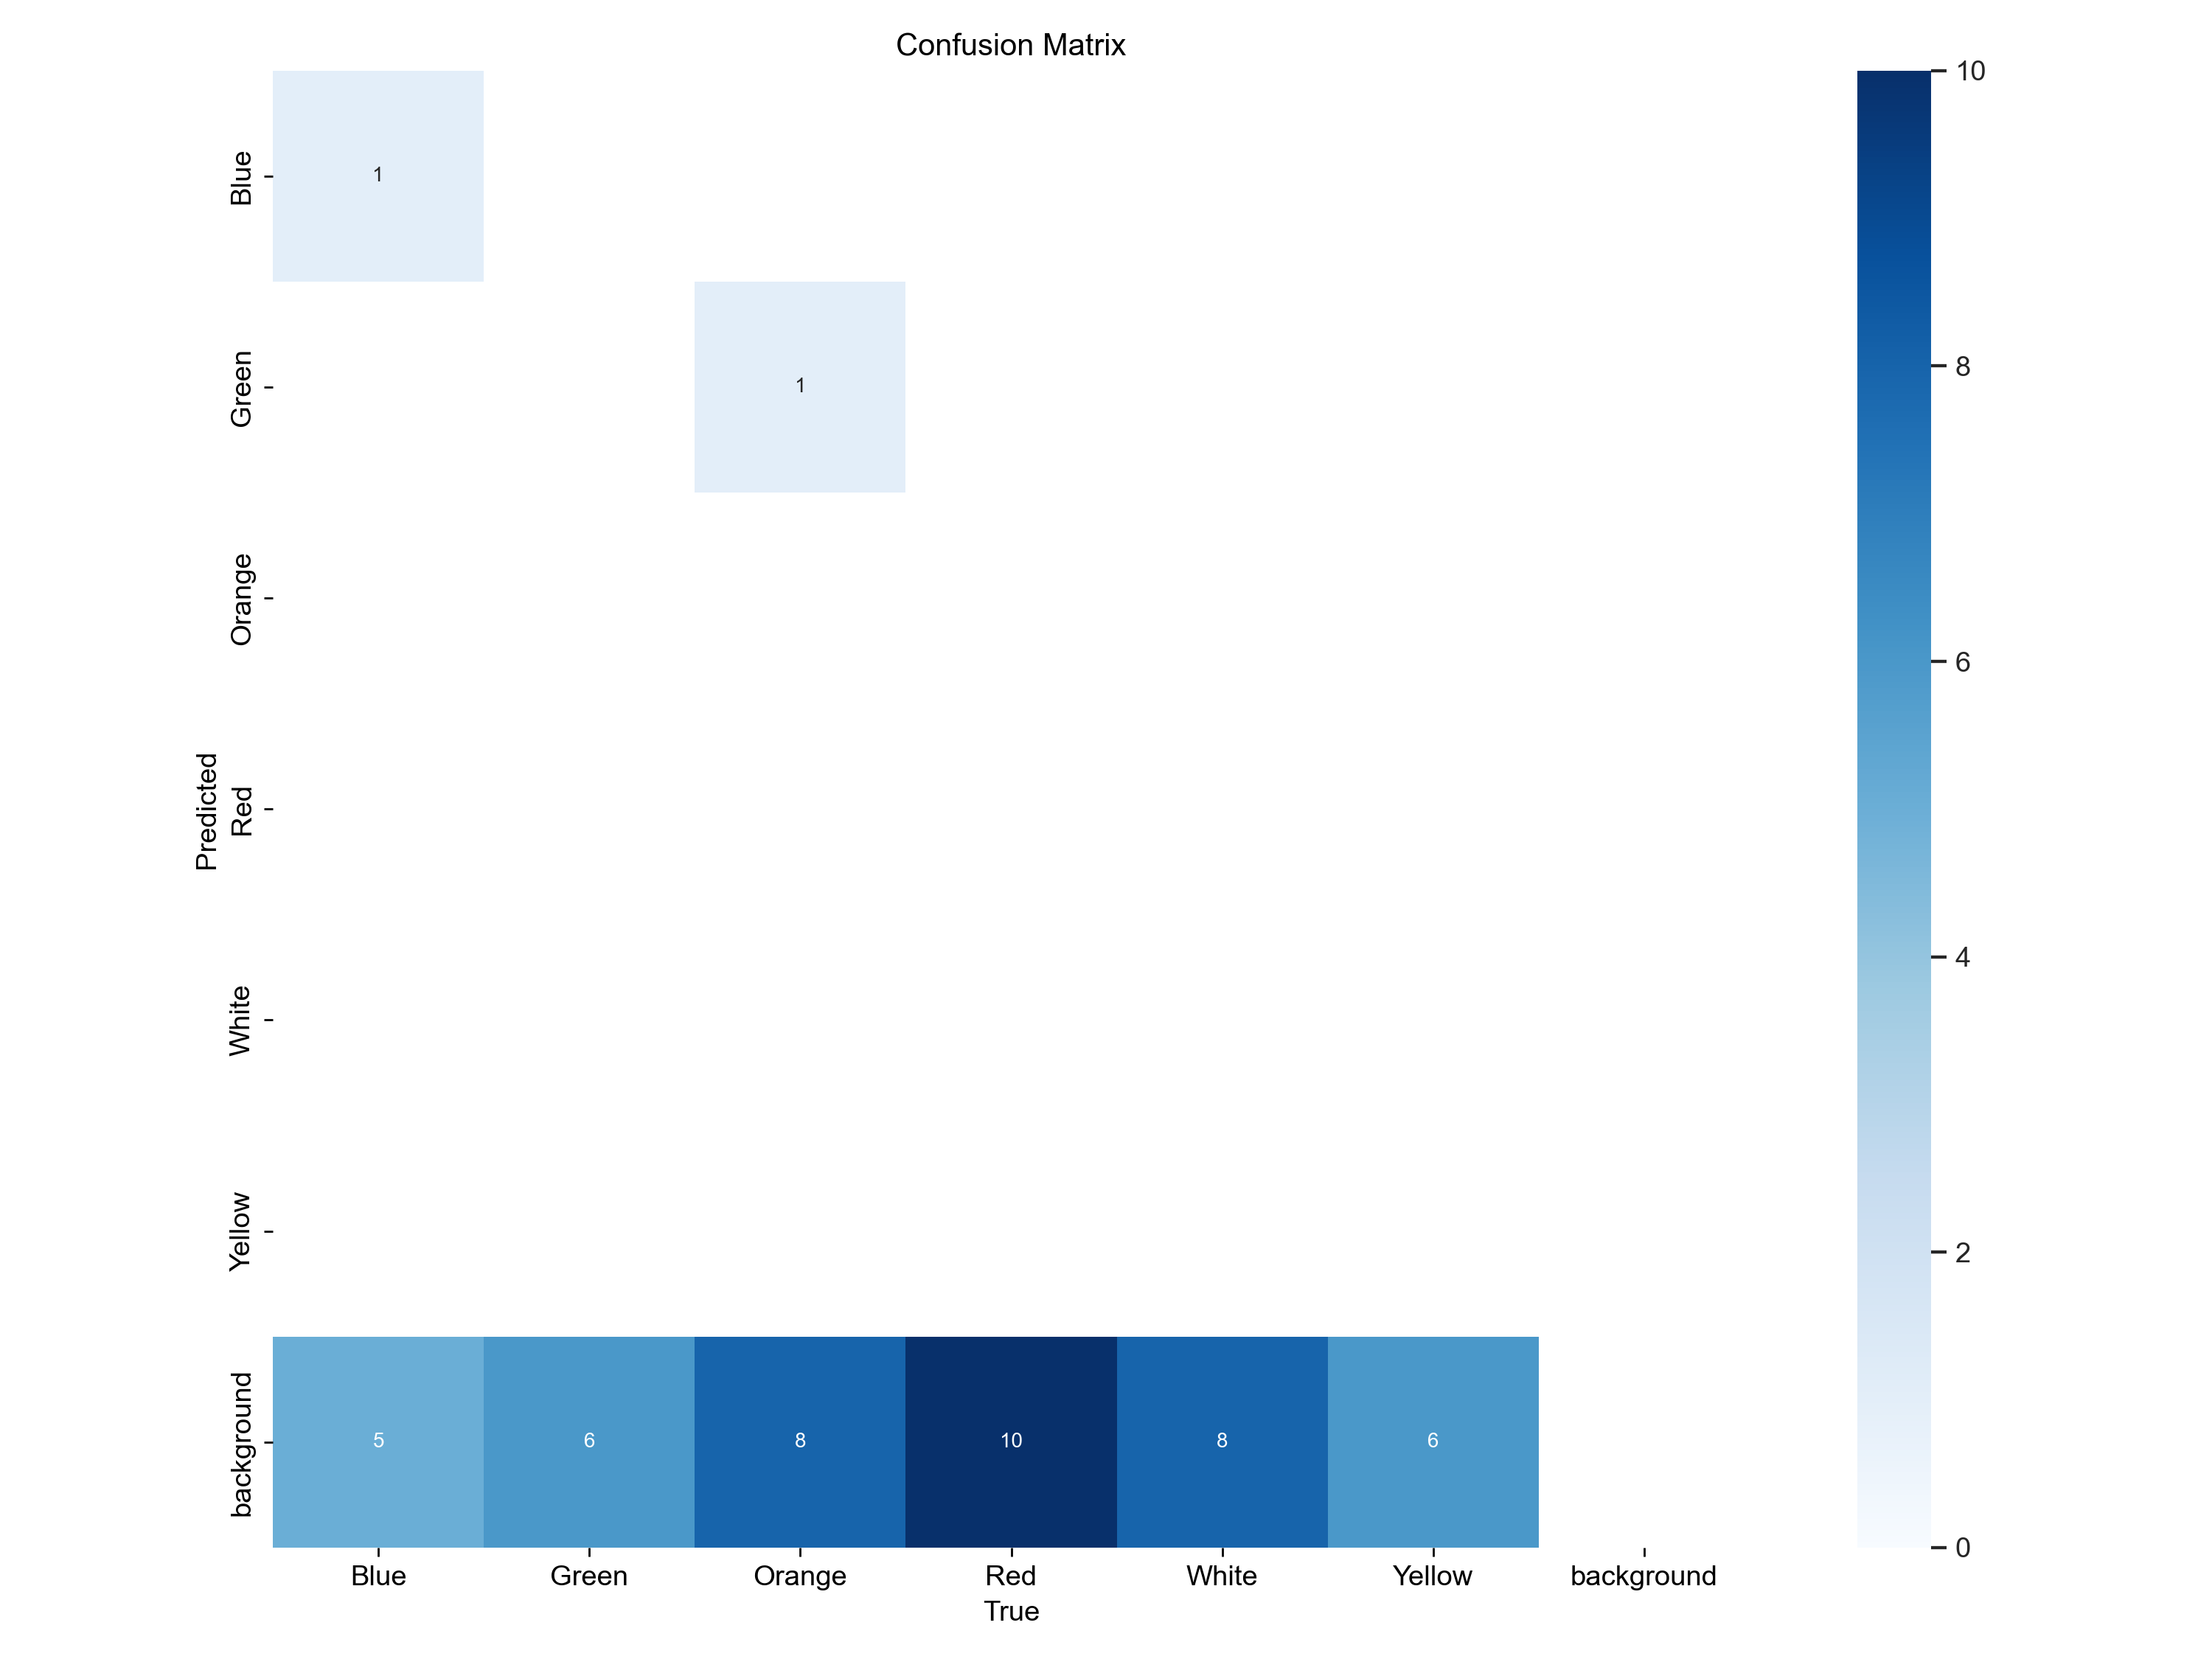 Confusion Matrix
10
8
6
4
2
0
Predicted
Blue
Green
Orange
Red
White
Yellow
background
1
1
5 6 8 10 8 6
Blue Green Orange Red White Yellow background
True